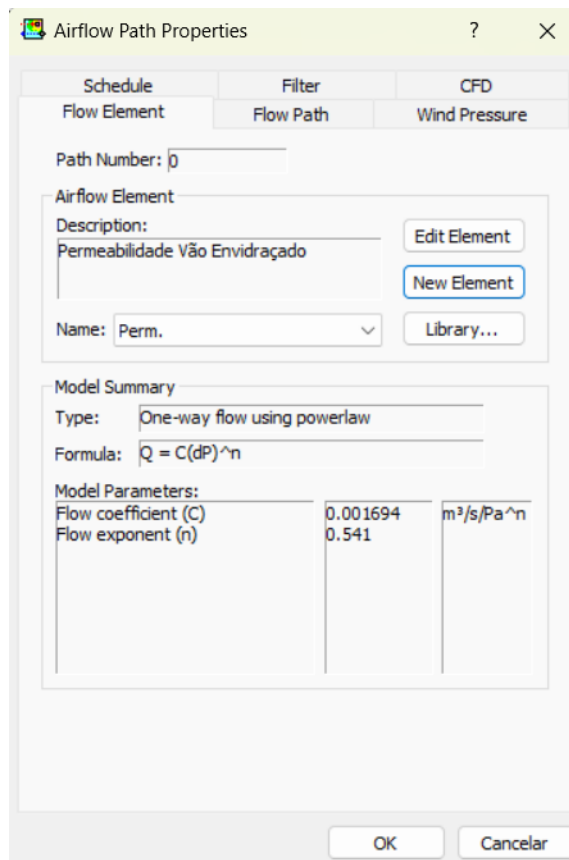 Airflow Path Properties ?
Schedule Filter CFD
Flow Element Flow Path Wind Pressure
Path Number: 0
Airflow Element
Description:
Permeabilidade Vão Envidraçado
Edit Element
New Element
Name: Perm.
Library...
Model Summary
Type: One-way flow using powerlaw
Formula: Q = C(dP)^n
Model Parameters:
Flow coefficient (C) 0.001694 m³/s/Pa^n
Flow exponent (n) 0.541
OK Cancelar